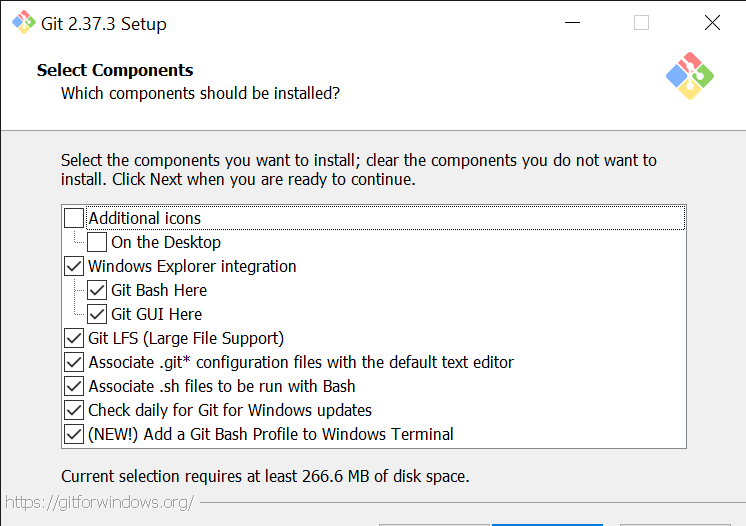 Git 2.37.3 Setup
Select Components
Which components should be installed?
Select the components you want to install; clear the components you do not want to
install. Click Next when you are ready to continue.
Additional icons
On the Desktop
Windows Explorer integration
Git Bash Here
Git GUI Here
Git LFS (Large File Support)
Associate .git* configuration files with the default text editor
Associate .sh files to be run with Bash
Check daily for Git for Windows updates
(NEW!) Add a Git Bash Profile to Windows Terminal
Current selection requires at least 266.6 MB of disk space.
https://gitforwindows.org/